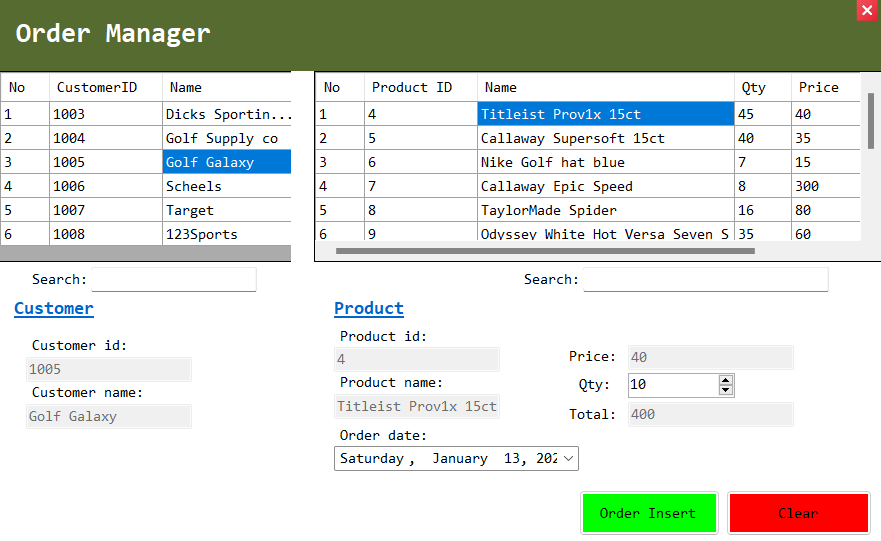 Order Manager
No CustomerID Name
1 1003 Dicks Sportin...
2 1004 Golf Supply co
3 1005 Golf Galaxy
4 1006 Scheels
5 1007 Target
6 1008 123Sports
No Product ID Name Qty Price
1 4 Titleist Prov1x 15ct 45 40
2 5 Callaway Supersoft 15ct 40 35
3 6 Nike Golf hat blue 7 15
4 7 Callaway Epic Speed 8 300
5 8 TaylorMade Spider 16 80
6 9 Odyssey White Hot Versa Seven S 35 60
Search:
Search:
Customer
Customer id:
1005
Customer name:
Golf Galaxy
Product
Product id:
4
Product name:
Titleist Prov1x 15ct
Order date:
Saturday , January 13, 202
Price: 40
Qty: 10
Total: 400
Order Insert
Clear